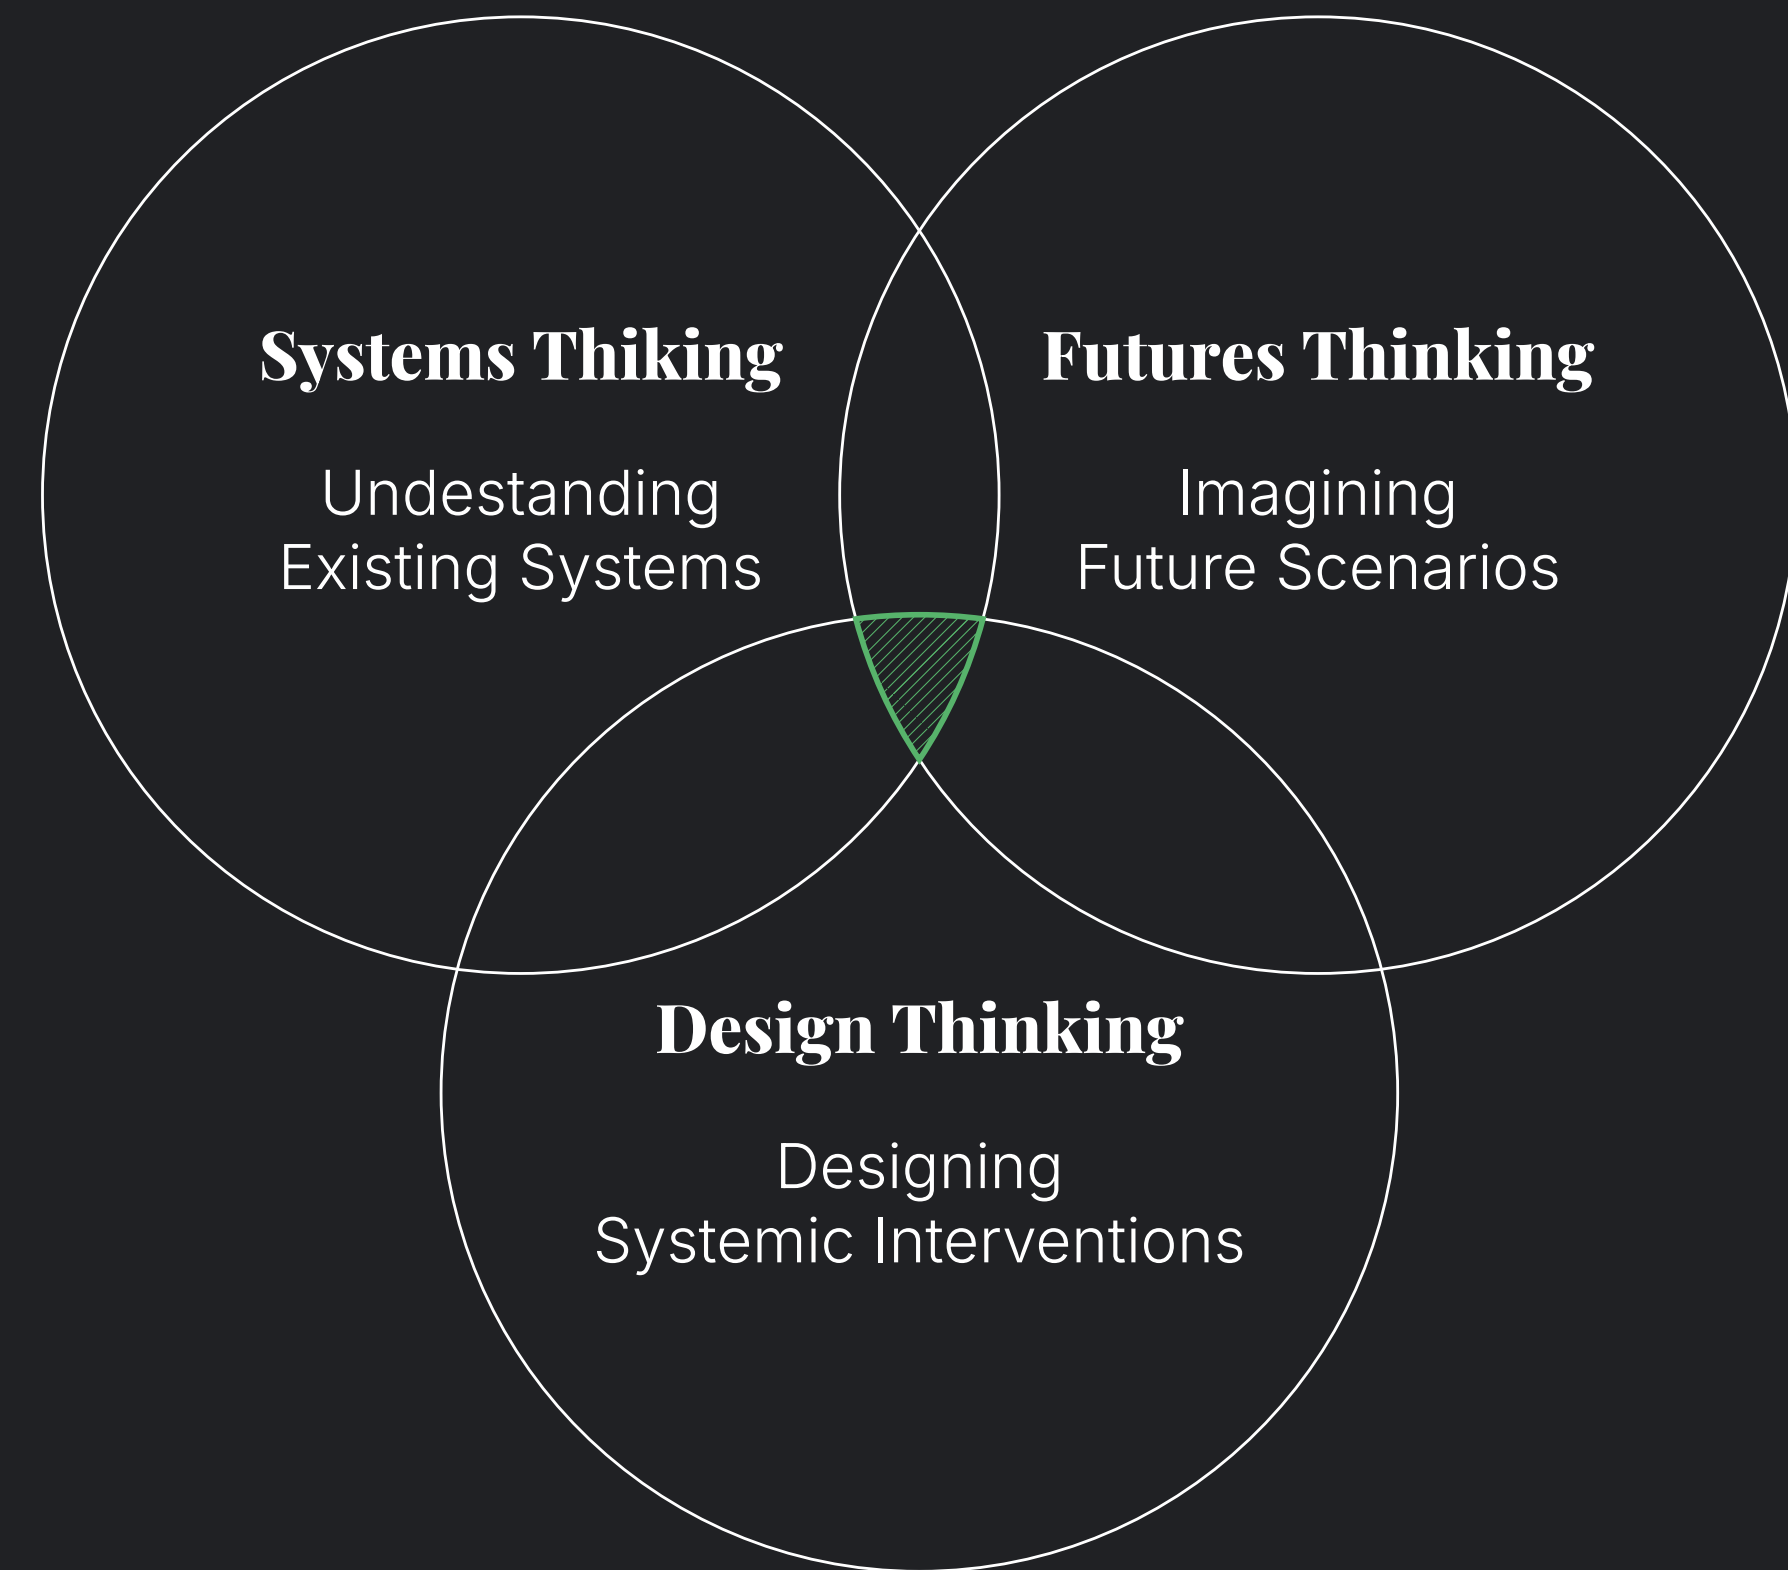 Systems Thiking
Undestanding
Existing Systems
Futures Thinking
Imagining
Future Scenarios
Design Thinking
Designing
Systemic Interventions